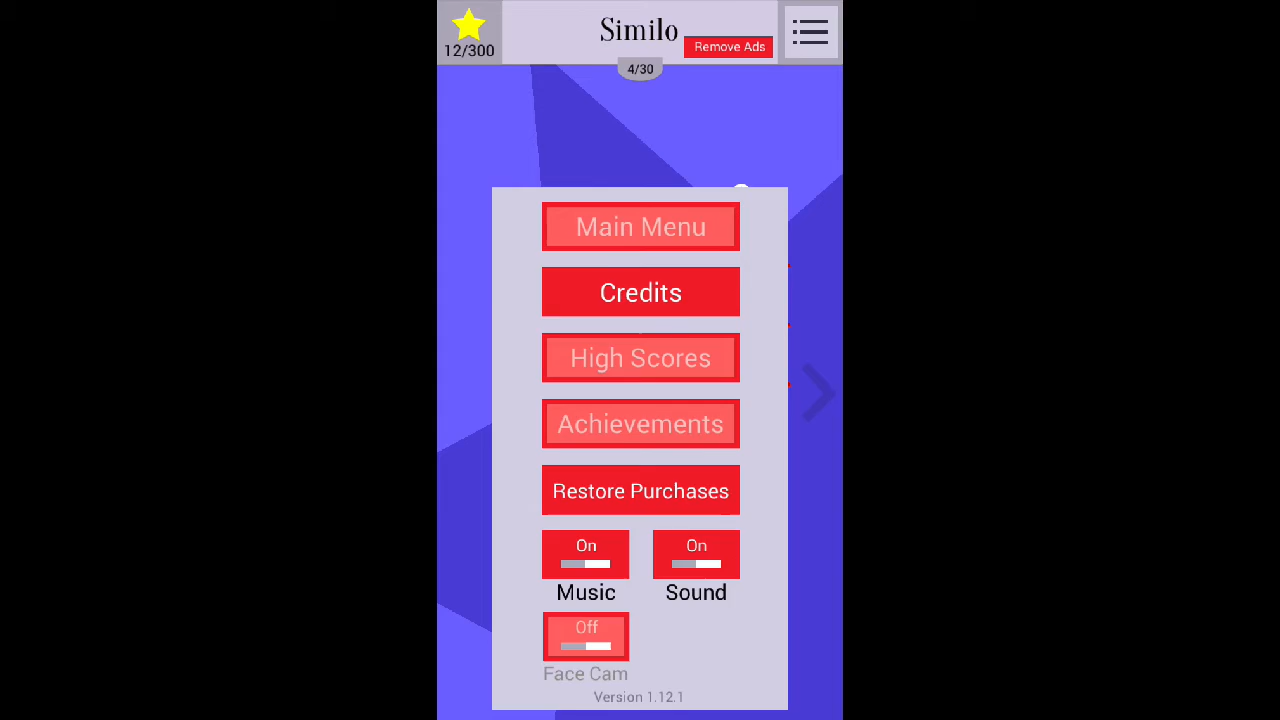 12/300
Similo
Remove Ads
4/30
Main Menu
Credits
High Scores
Achievements
Restore Purchases
On
On
Music
Sound
Off
Face Cam
Version 1.12.1